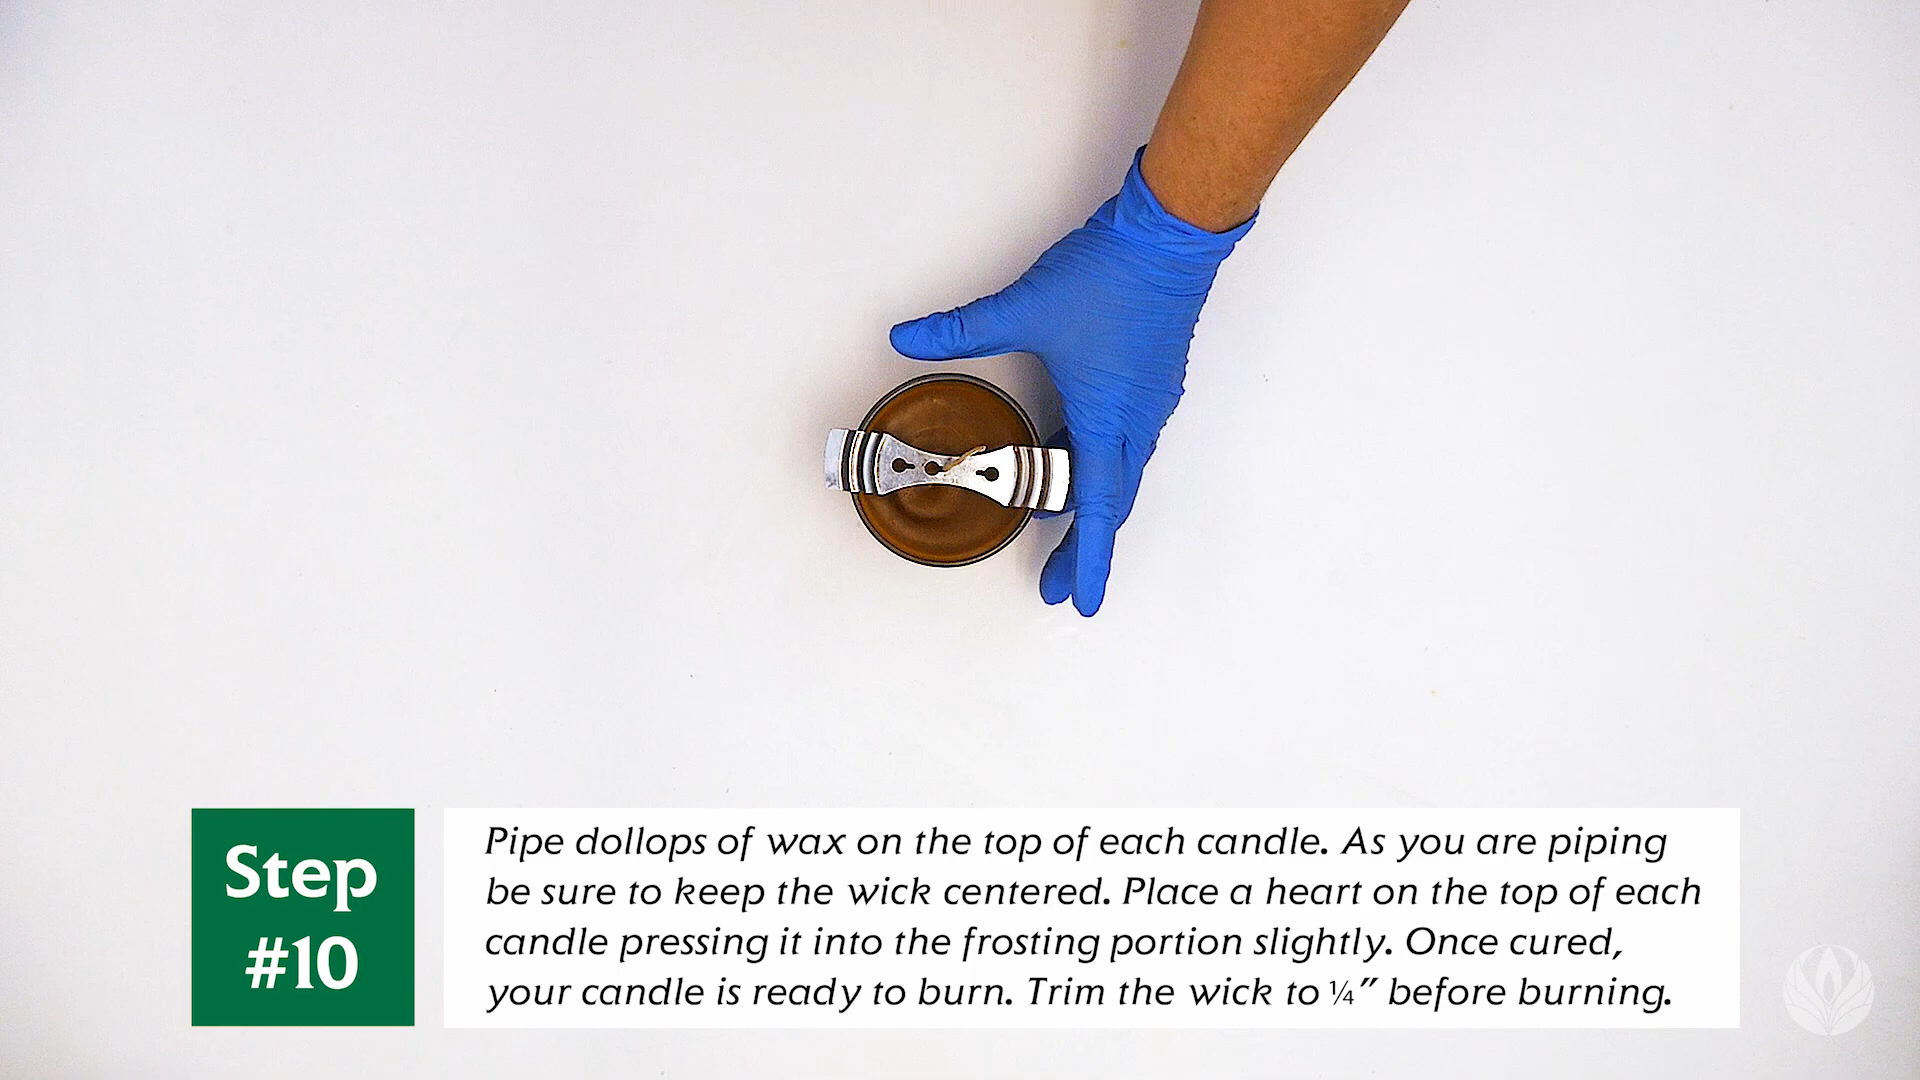 Step
#10
Pipe dollops of wax on the top of each candle. As you are piping
be sure to keep the wick centered. Place a heart on the top of each
candle pressing it into the frosting portion slightly. Once cured,
your candle is ready to burn. Trim the wick to ¼” before burning.